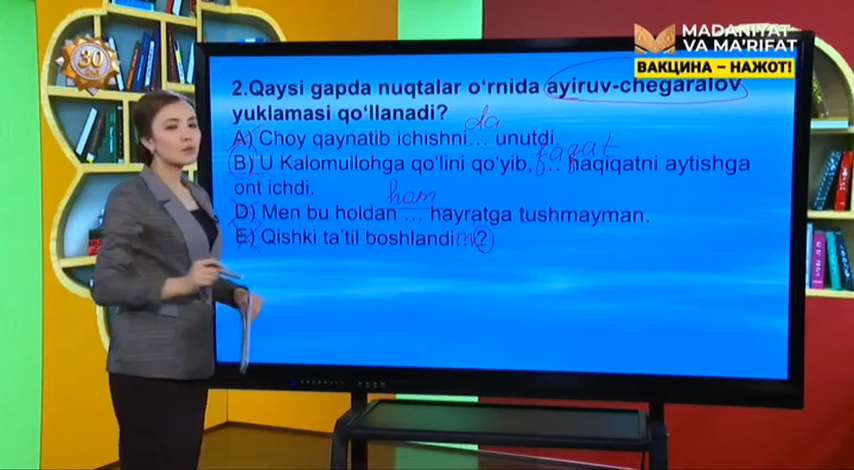 30
MADANIYAT
VA MA'RIFAT
ВАКЦИНА – НАЖОТ!
2.Qaysi gapda nuqtalar o‘rnida ayiruv-chegaralov
yuklamasi qo‘llanadi?
da
A) Choy qaynatib ichishni... unutdi.
faqat
B) U Kalomullohga qo‘lini qo‘yib, ... haqiqatni aytishga
ont ichdi.
ham
D) Men bu holdan ... hayratga tushmayman.
E) Qishki ta'til boshlandi m ?